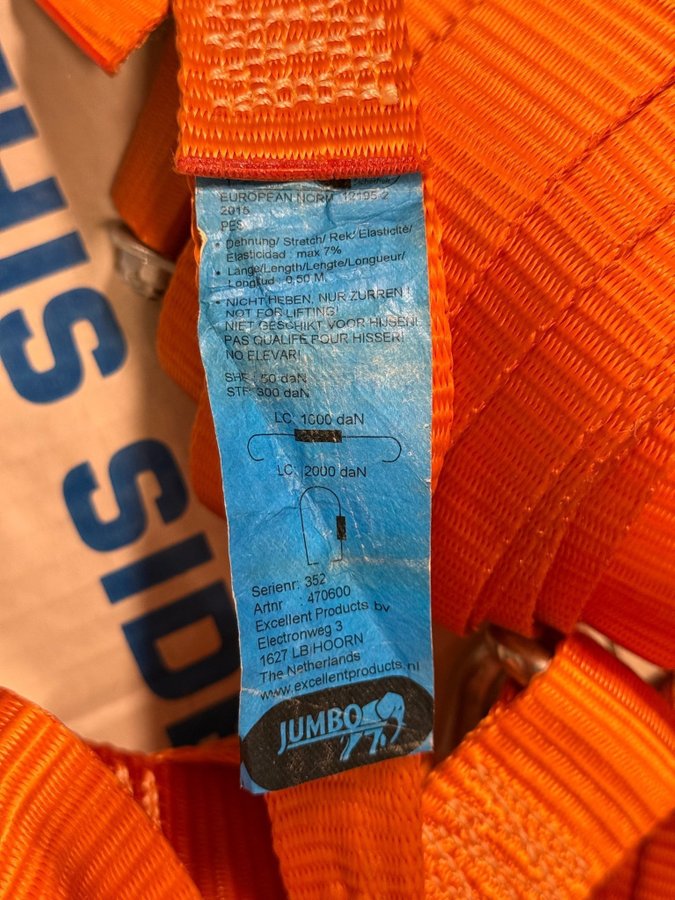 THIS SIDE
EUROPEAN NORM 12195-2
2015
PES
• Dehnung/ Stretch/ Rek/ Elasticité/
Elasticidad : max 7%
• Länge/Length/Lengte/Longueur/
Longitud : 0,50 M.
• NICHT HEBEN, NUR ZURREN !
NOT FOR LIFTING!
NIET GESCHIKT VOOR HIJSEN!
PAS QUALIFE POUR HISSER!
NO ELEVAR!
SHF 50 daN
STF 300 daN
LC: 1000 daN
LC: 2000 daN
Serienr: 352
Artnr : 470600
Excellent Products bv
Electronweg 3
1627 LB HOORN
The Netherlands
www.excellentproducts.nl
JUMBO